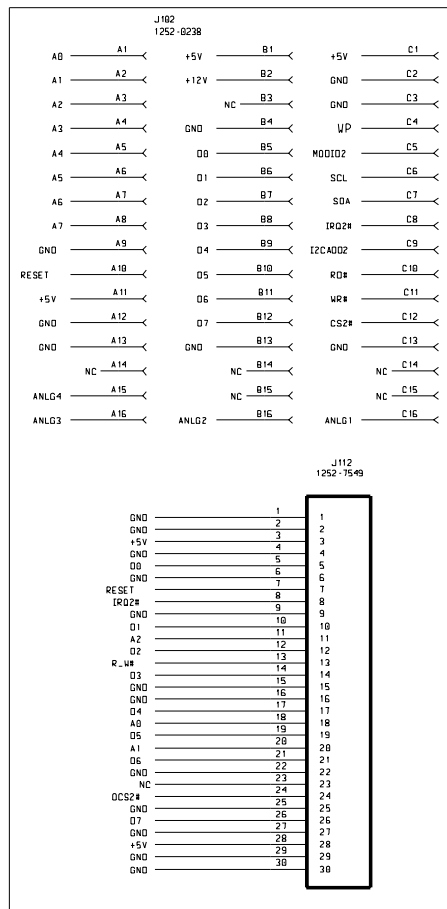 J102
1252-0238
A0 A1 +5V B1 +5V C1
A1 A2 +12V B2 GND C2
A2 A3 NC B3 GND C3
A3 A4 GND B4 WP C4
A4 A5 D0 B5 MODID2 C5
A5 A6 D1 B6 SCL C6
A6 A7 D2 B7 SDA C7
A7 A8 D3 B8 IRQ2# C8
GND A9 D4 B9 I2CADD2 C9
RESET A10 D5 B10 RD# C10
+5V A11 D6 B11 WR# C11
GND A12 D7 B12 CS2# C12
GND A13 GND B13 GND C13
NC A14 NC B14 NC C14
ANLG4 A15 NC B15 NC C15
ANLG3 A16 ANLG2 B16 ANLG1 C16
J112
1252-7549
GND 1 1
GND 2 2
+5V 3 3
GND 4 4
D0 5 5
GND 6 6
RESET 7 7
IRQ2# 8 8
GND 9 9
D1 10 10
A2 11 11
D2 12 12
R_W# 13 13
D3 14 14
GND 15 15
GND 16 16
D4 17 17
A0 18 18
D5 19 19
A1 20 20
D6 21 21
GND 22 22
NC 23 23
DCS2# 24 24
GND 25 25
D7 26 26
GND 27 27
+5V 28 28
GND 29 29
GND 30 30